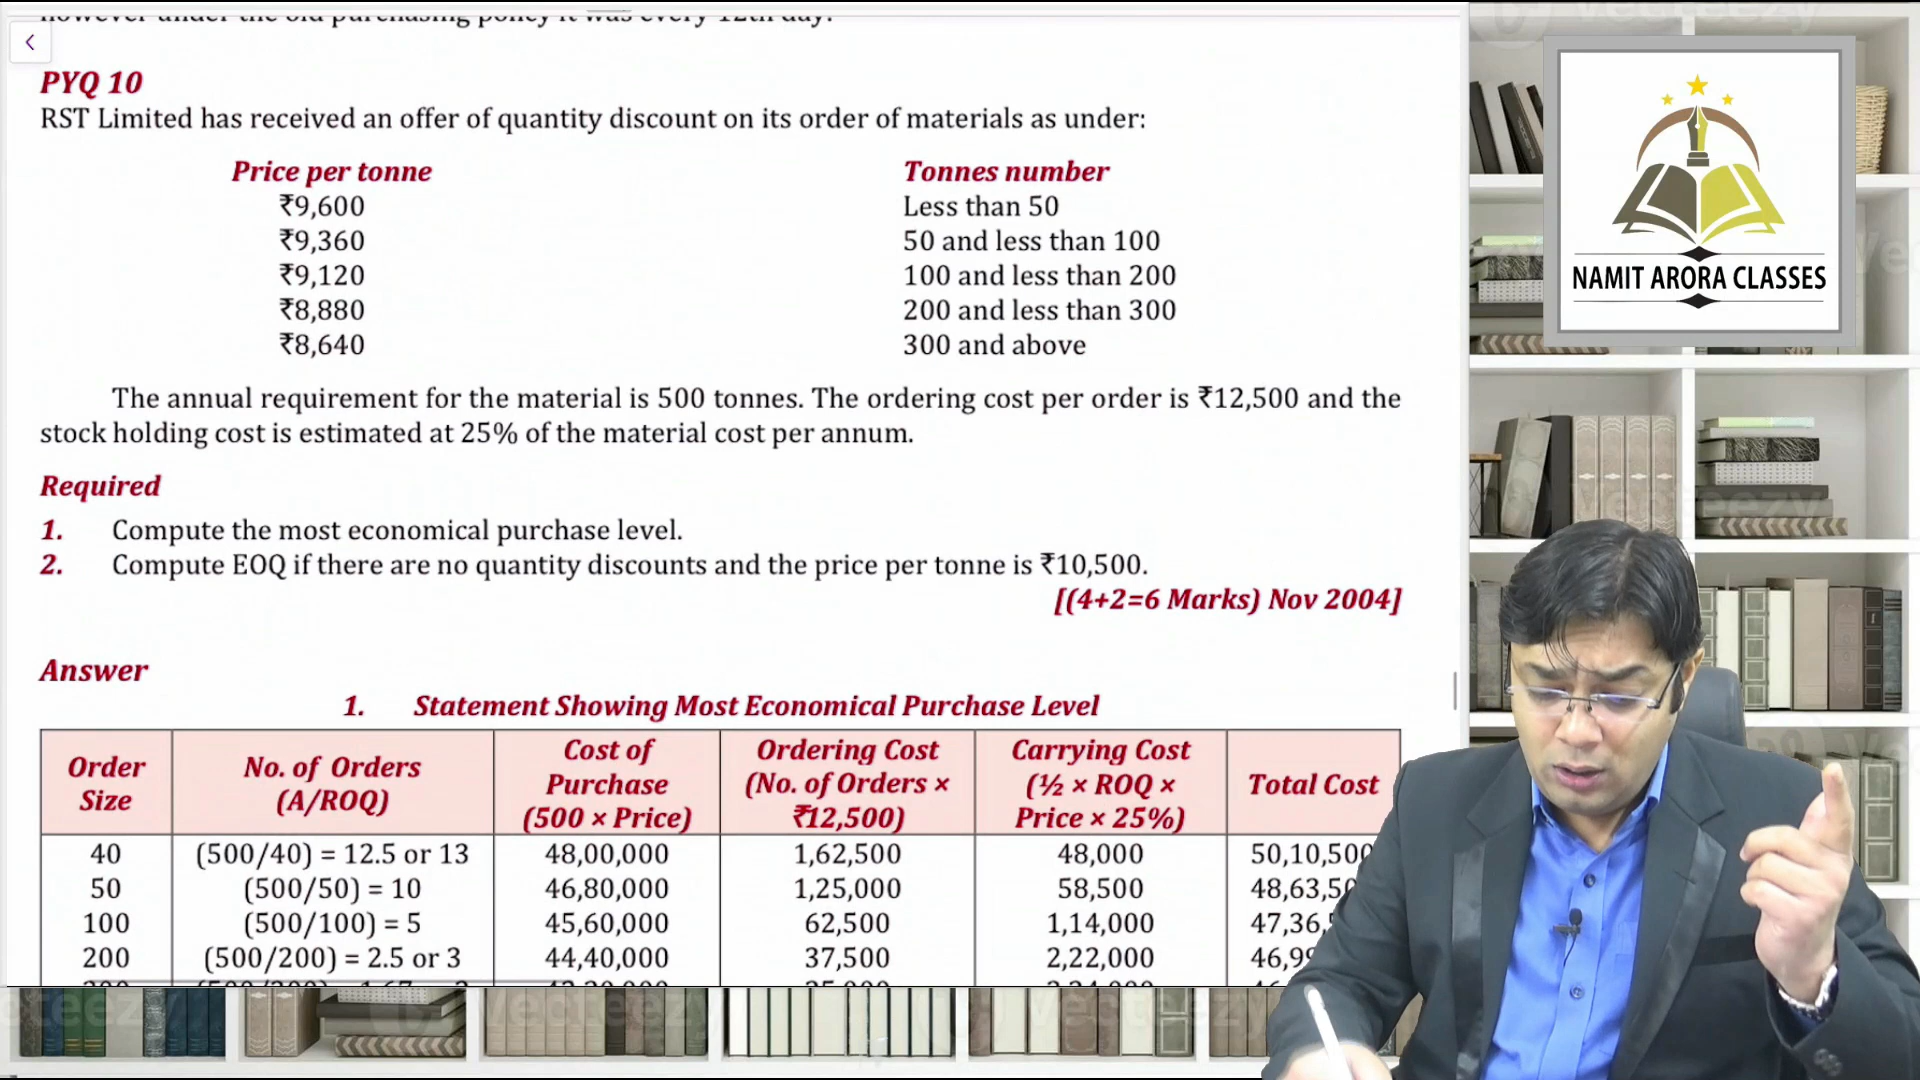 PYQ 10
RST Limited has received an offer of quantity discount on its order of materials as under:
Price per tonne Tonnes number
₹9,600 Less than 50
₹9,360 50 and less than 100
₹9,120 100 and less than 200
₹8,880 200 and less than 300
₹8,640 300 and above
The annual requirement for the material is 500 tonnes. The ordering cost per order is ₹12,500 and the
stock holding cost is estimated at 25% of the material cost per annum.
Required
1. Compute the most economical purchase level.
2. Compute EOQ if there are no quantity discounts and the price per tonne is ₹10,500.
[(4+2=6 Marks) Nov 2004]
Answer
1. Statement Showing Most Economical Purchase Level
Order Size No. of Orders (A/ROQ) Cost of Purchase (500 × Price) Ordering Cost (No. of Orders × ₹12,500) Carrying Cost (½ × ROQ × Price × 25%) Total Cost
40 (500/40) = 12.5 or 13 48,00,000 1,62,500 48,000 50,10,500
50 (500/50) = 10 46,80,000 1,25,000 58,500 48,63,50
100 (500/100) = 5 45,60,000 62,500 1,14,000 47,36,
200 (500/200) = 2.5 or 3 44,40,000 37,500 2,22,000 46,99
NAMIT ARORA CLASSES